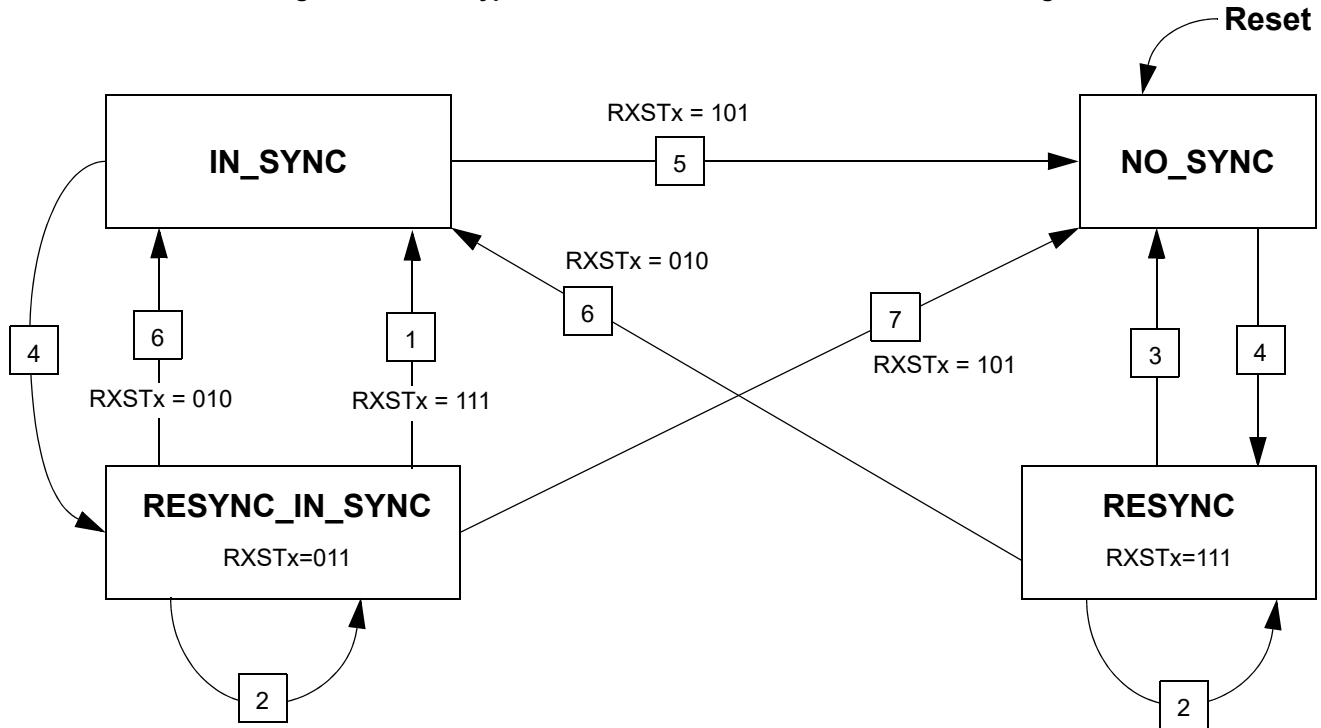 Reset
RXSTx = 101
IN_SYNC
5
NO_SYNC
RXSTx = 010
6
7
4
6
1
3
4
RXSTx = 101
RXSTx = 010
RXSTx = 111
RESYNC_IN_SYNC
RXSTx=011
RESYNC
RXSTx=111
2
2